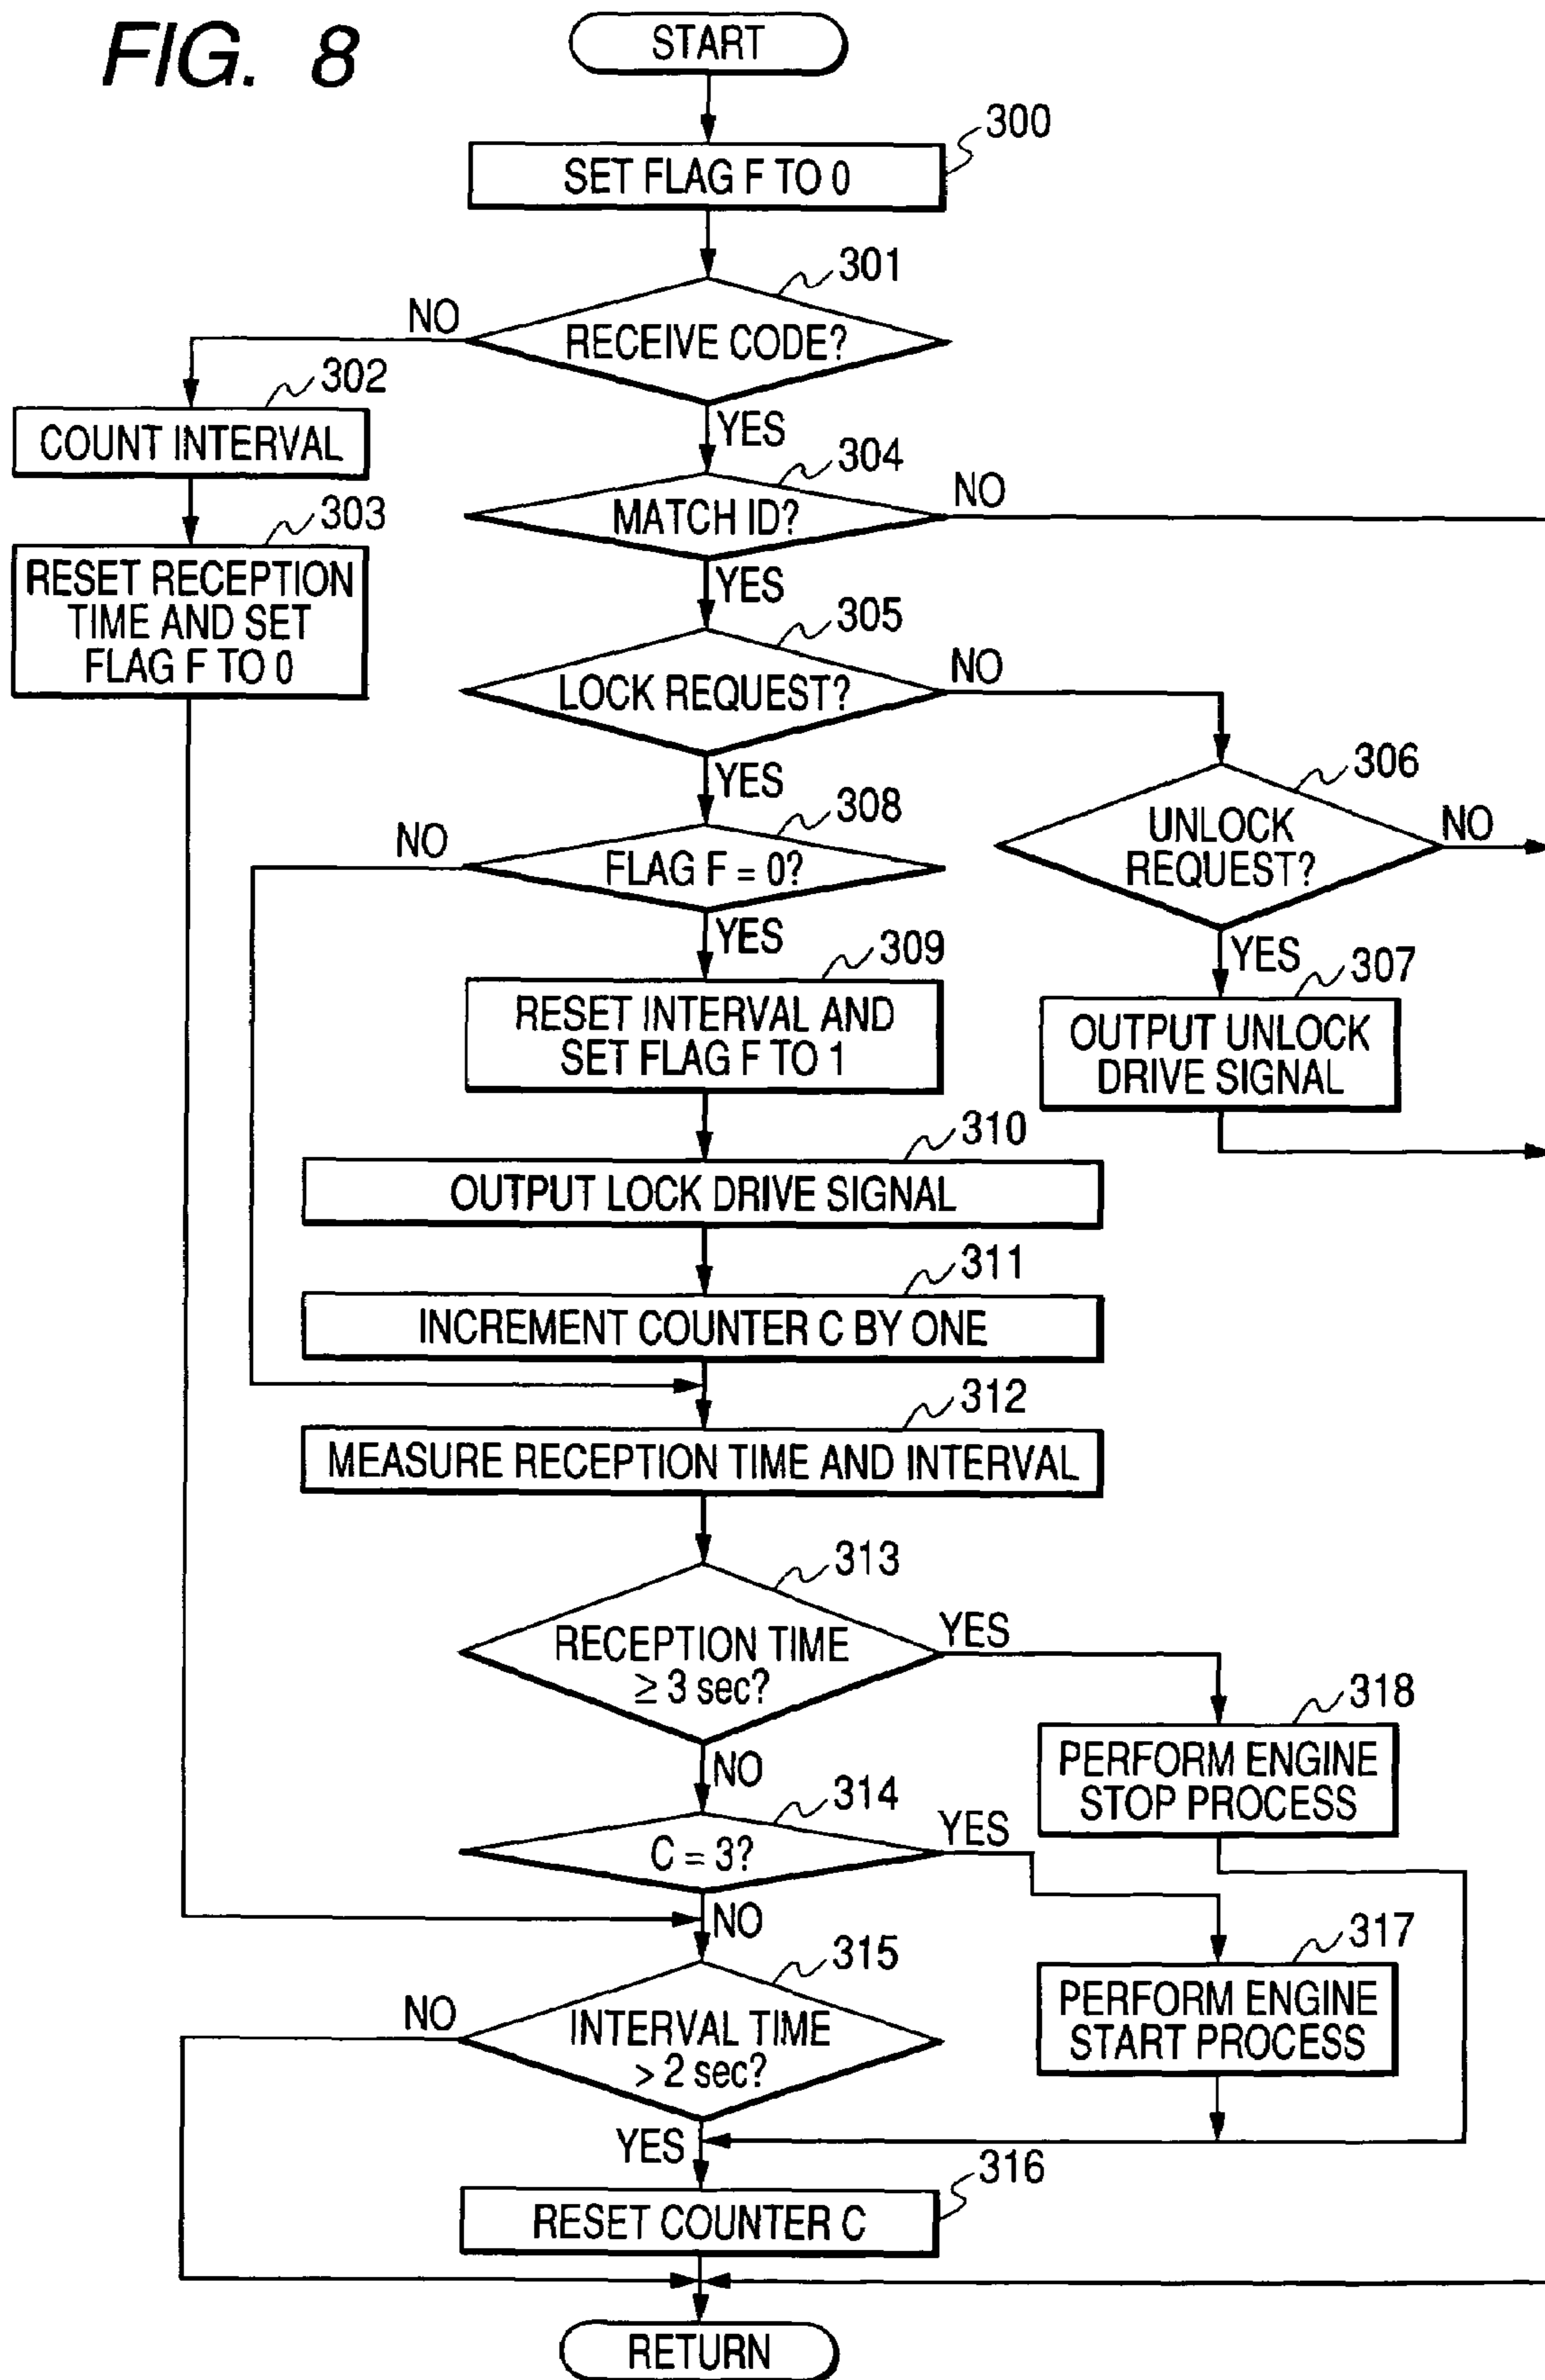 FIG. 8
START
300
SET FLAG F TO 0
301
RECEIVE CODE?
NO
YES
302
COUNT INTERVAL
303
RESET RECEPTION
TIME AND SET
FLAG F TO 0
304
MATCH ID?
NO
YES
305
LOCK REQUEST?
NO
YES
306
UNLOCK
REQUEST?
NO
YES
307
OUTPUT UNLOCK
DRIVE SIGNAL
308
FLAG F = 0?
NO
YES
309
RESET INTERVAL AND
SET FLAG F TO 1
310
OUTPUT LOCK DRIVE SIGNAL
311
INCREMENT COUNTER C BY ONE
312
MEASURE RECEPTION TIME AND INTERVAL
313
RECEPTION TIME
≥ 3 sec?
YES
NO
318
PERFORM ENGINE
STOP PROCESS
314
C = 3?
YES
NO
317
PERFORM ENGINE
START PROCESS
315
INTERVAL TIME
> 2 sec?
NO
YES
316
RESET COUNTER C
RETURN